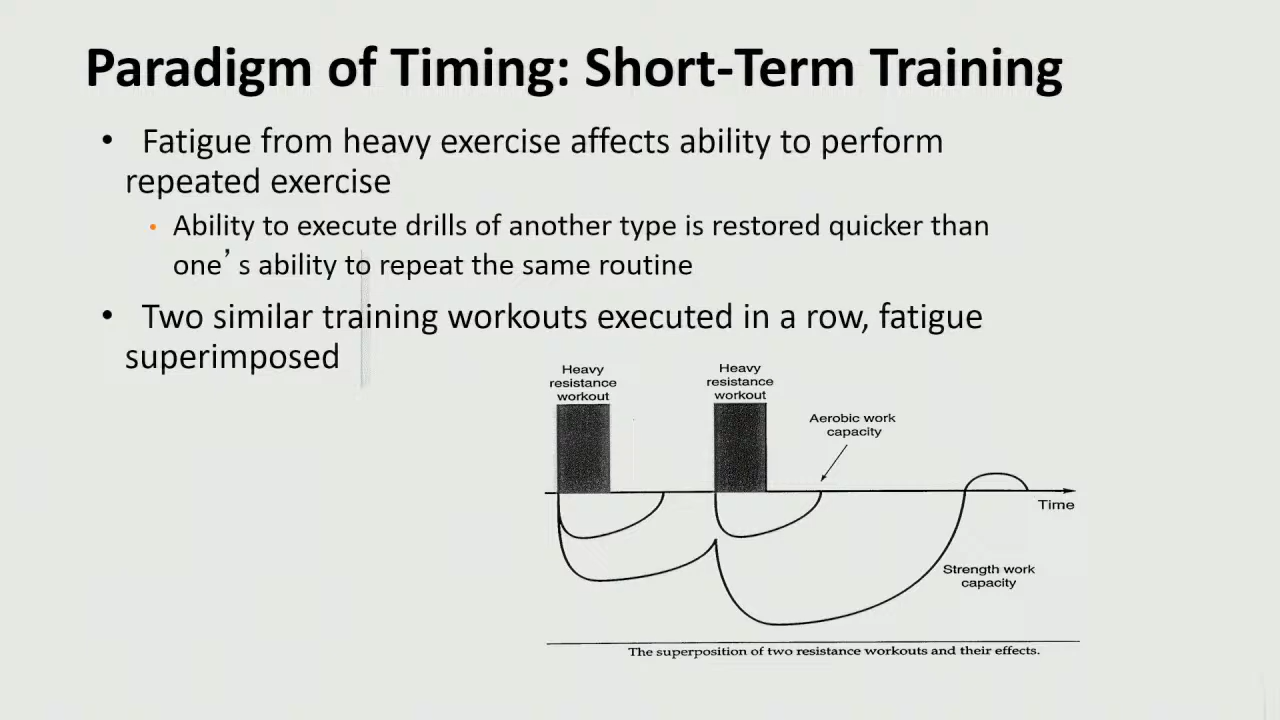 Paradigm of Timing: Short-Term Training
• Fatigue from heavy exercise affects ability to perform
repeated exercise
• Ability to execute drills of another type is restored quicker than
one’s ability to repeat the same routine
• Two similar training workouts executed in a row, fatigue
superimposed
Heavy
resistance
workout
Heavy
resistance
workout
Aerobic work
capacity
Time
Strength work
capacity
The superposition of two resistance workouts and their effects.